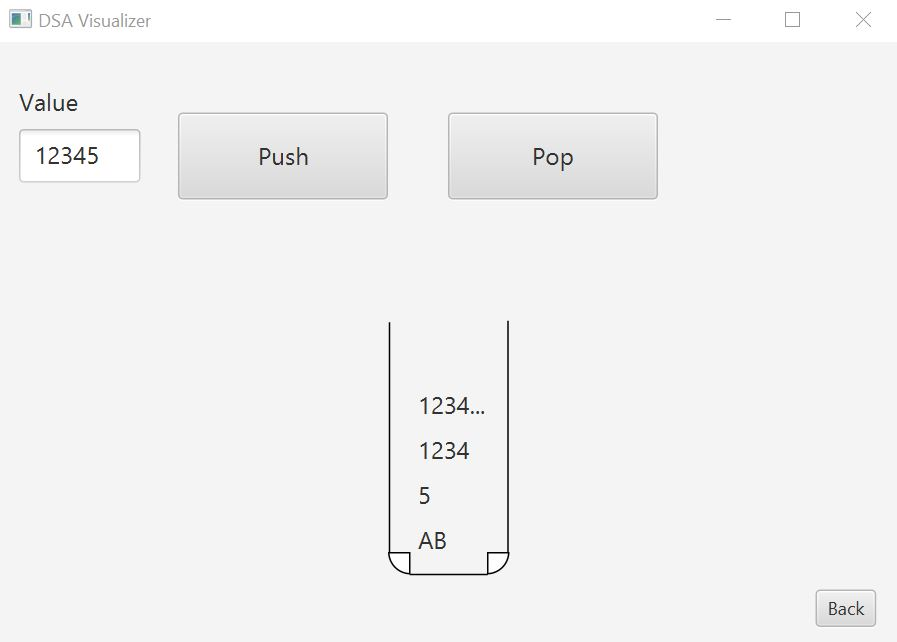 DSA Visualizer
Value
12345
Push
Pop
1234...
1234
5
AB
Back